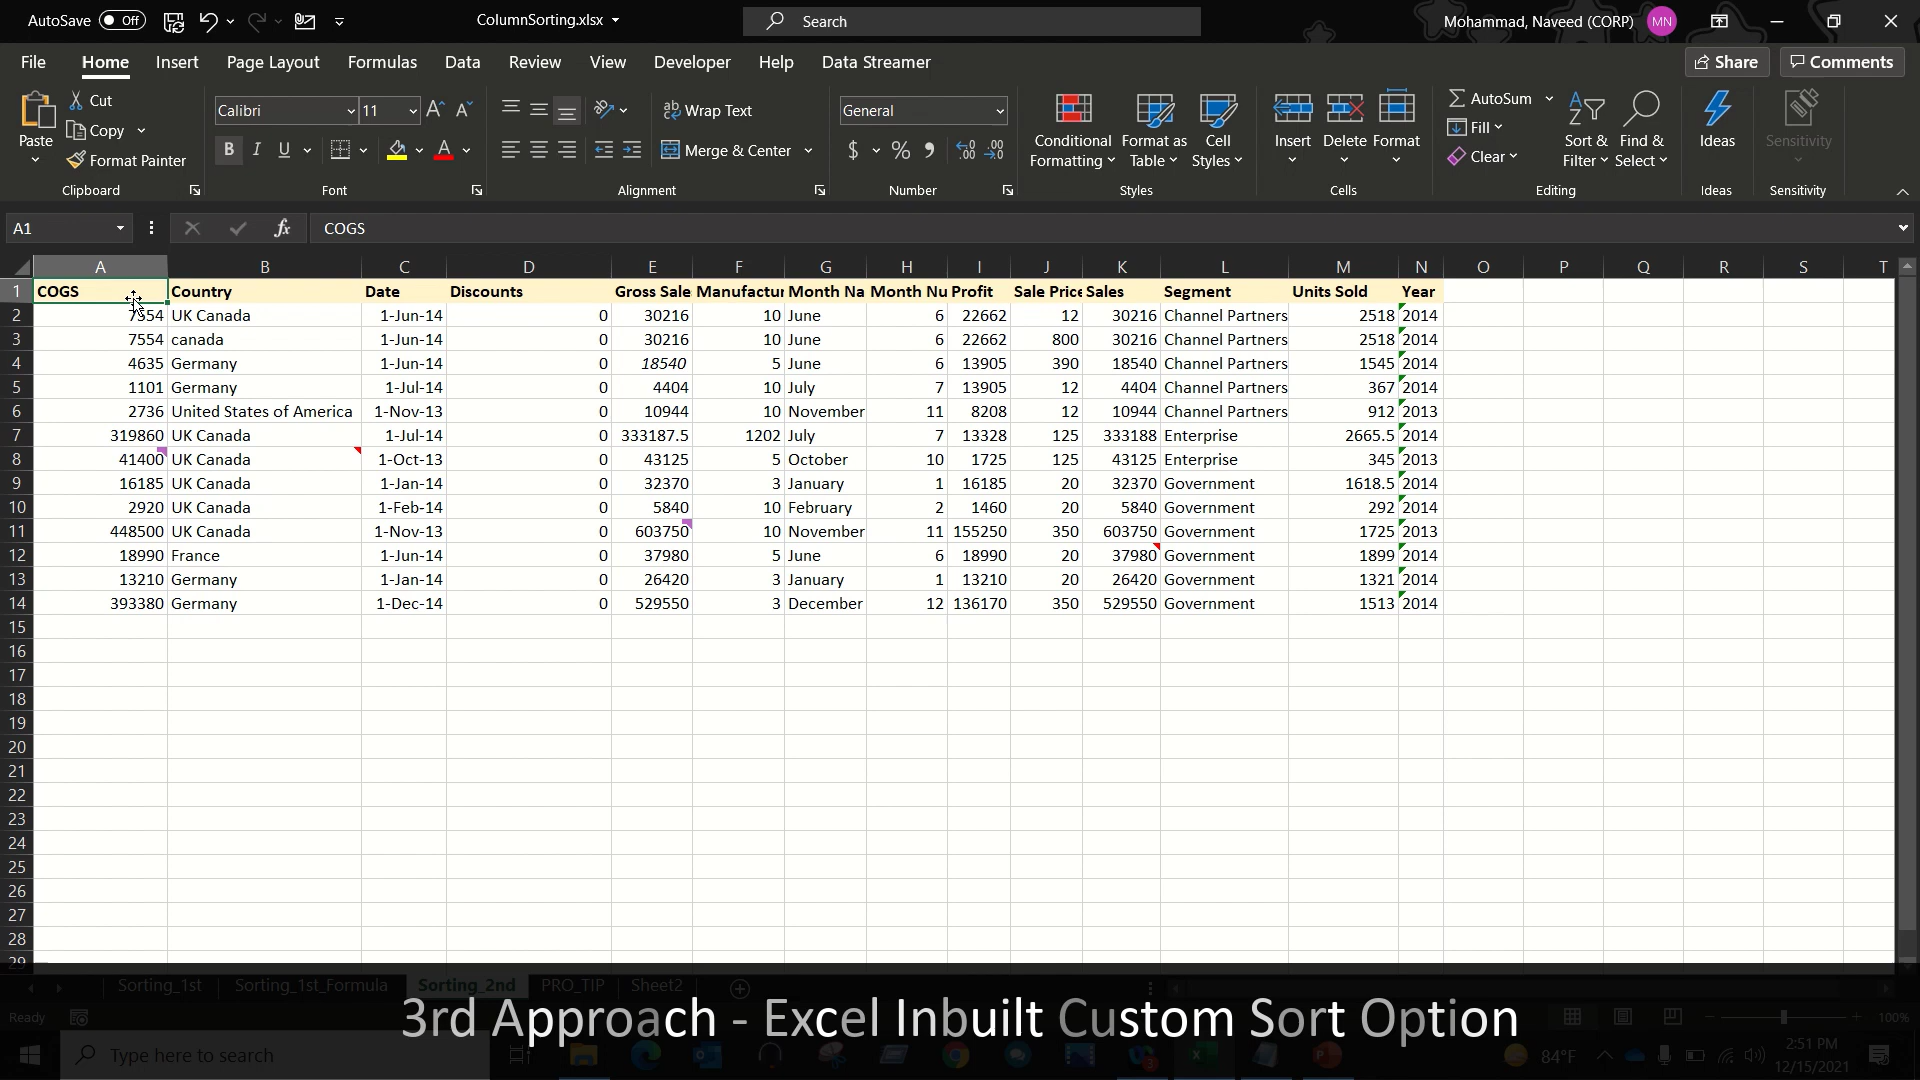 AutoSave Off ColumnSorting.xlsx Search Mohammad, Naveed (CORP) MN
File Home Insert Page Layout Formulas Data Review View Developer Help Data Streamer Share Comments
Paste Cut Copy Format Painter Clipboard
Calibri 11 B I U A Font
Wrap Text Merge & Center Alignment
General $ % Number
Conditional Formatting Format as Table Cell Styles Styles
Insert Delete Format Cells
AutoSum Fill Clear Sort & Filter Find & Select Editing
Ideas Ideas
Sensitivity Sensitivity
A1 fx COGS
A B C D E F G H I J K L M N O P Q R S T
1 COGS Country Date Discounts Gross Sale Manufactur Month Na Month Nu Profit Sale Price Sales Segment Units Sold Year
2 7554 UK Canada 1-Jun-14 0 30216 10 June 6 22662 12 30216 Channel Partners 2518 2014
3 7554 canada 1-Jun-14 0 30216 10 June 6 22662 800 30216 Channel Partners 2518 2014
4 4635 Germany 1-Jun-14 0 18540 5 June 6 13905 390 18540 Channel Partners 1545 2014
5 1101 Germany 1-Jul-14 0 4404 10 July 7 13905 12 4404 Channel Partners 367 2014
6 2736 United States of America 1-Nov-13 0 10944 10 November 11 8208 12 10944 Channel Partners 912 2013
7 319860 UK Canada 1-Jul-14 0 333187.5 1202 July 7 13328 125 333188 Enterprise 2665.5 2014
8 41400 UK Canada 1-Oct-13 0 43125 5 October 10 1725 125 43125 Enterprise 345 2013
9 16185 UK Canada 1-Jan-14 0 32370 3 January 1 16185 20 32370 Government 1618.5 2014
10 2920 UK Canada 1-Feb-14 0 5840 10 February 2 1460 20 5840 Government 292 2014
11 448500 UK Canada 1-Nov-13 0 603750 10 November 11 155250 350 603750 Government 1725 2013
12 18990 France 1-Jun-14 0 37980 5 June 6 18990 20 37980 Government 1899 2014
13 13210 Germany 1-Jan-14 0 26420 3 January 1 13210 20 26420 Government 1321 2014
14 393380 Germany 1-Dec-14 0 529550 3 December 12 136170 350 529550 Government 1513 2014
15
16
17
18
19
20
21
22
23
24
25
26
27
28
29
Sorting_1st Sorting_1st_Formula Sorting_2nd PRO_TIP Sheet2
3rd Approach - Excel Inbuilt Custom Sort Option
Ready 100%
Type here to search 84°F 2:51 PM
12/15/2021